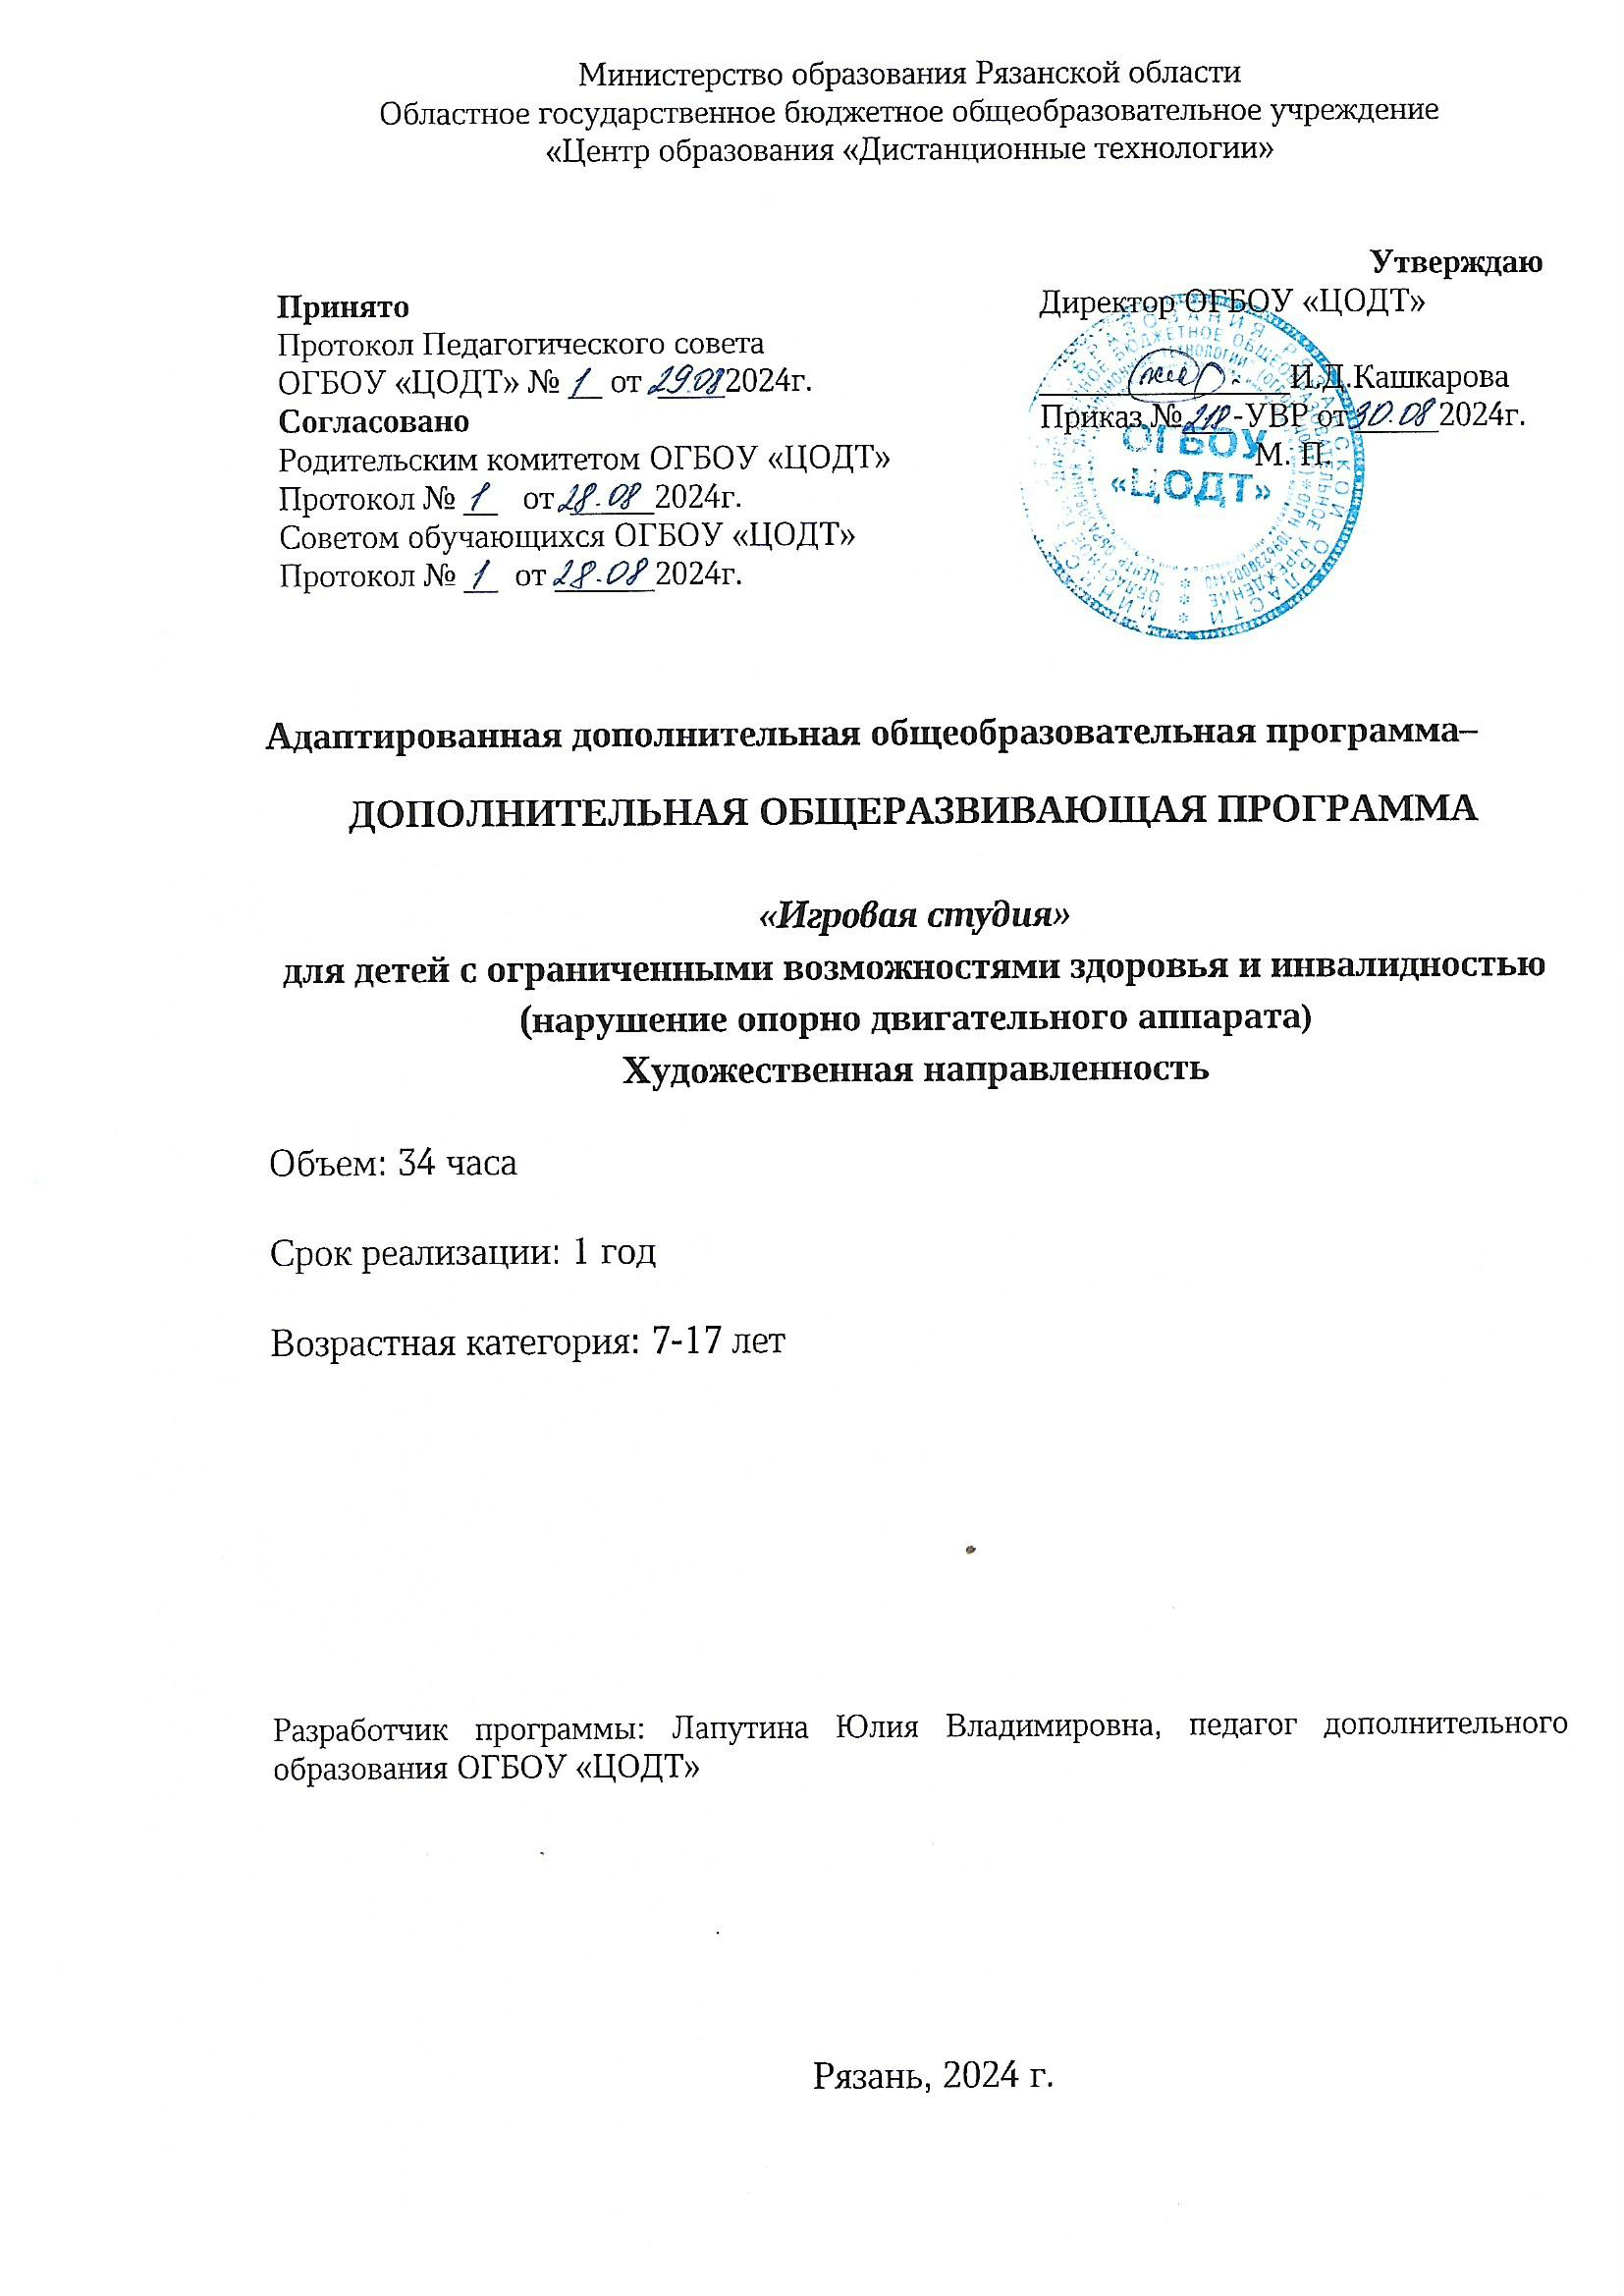 Министерство образования Рязанской области
Областное государственное бюджетное общеобразовательное учреждение
«Центр образования «Дистанционные технологии»
Принято
Протокол Педагогического совета
ОГБОУ «ЦОДТ» № 1 от 29.08 2024г.
Согласовано
Родительским комитетом ОГБОУ «ЦОДТ»
Протокол № 1 от 28.08 2024г.
Советом обучающихся ОГБОУ «ЦОДТ»
Протокол № 1 от 28.08 2024г.
Утверждаю
Директор ОГБОУ «ЦОДТ»
И.Д.Кашкарова
Приказ № -УВР от 30.08 2024г.
М. П.
ОГБОУ
«ЦОДТ»
Адаптированная дополнительная общеобразовательная программа–
ДОПОЛНИТЕЛЬНАЯ ОБЩЕРАЗВИВАЮЩАЯ ПРОГРАММА
«Игровая студия»
для детей с ограниченными возможностями здоровья и инвалидностью
(нарушение опорно двигательного аппарата)
Художественная направленность
Объем: 34 часа
Срок реализации: 1 год
Возрастная категория: 7-17 лет
Разработчик программы: Лапутина Юлия Владимировна, педагог дополнительного
образования ОГБОУ «ЦОДТ»
Рязань, 2024 г.